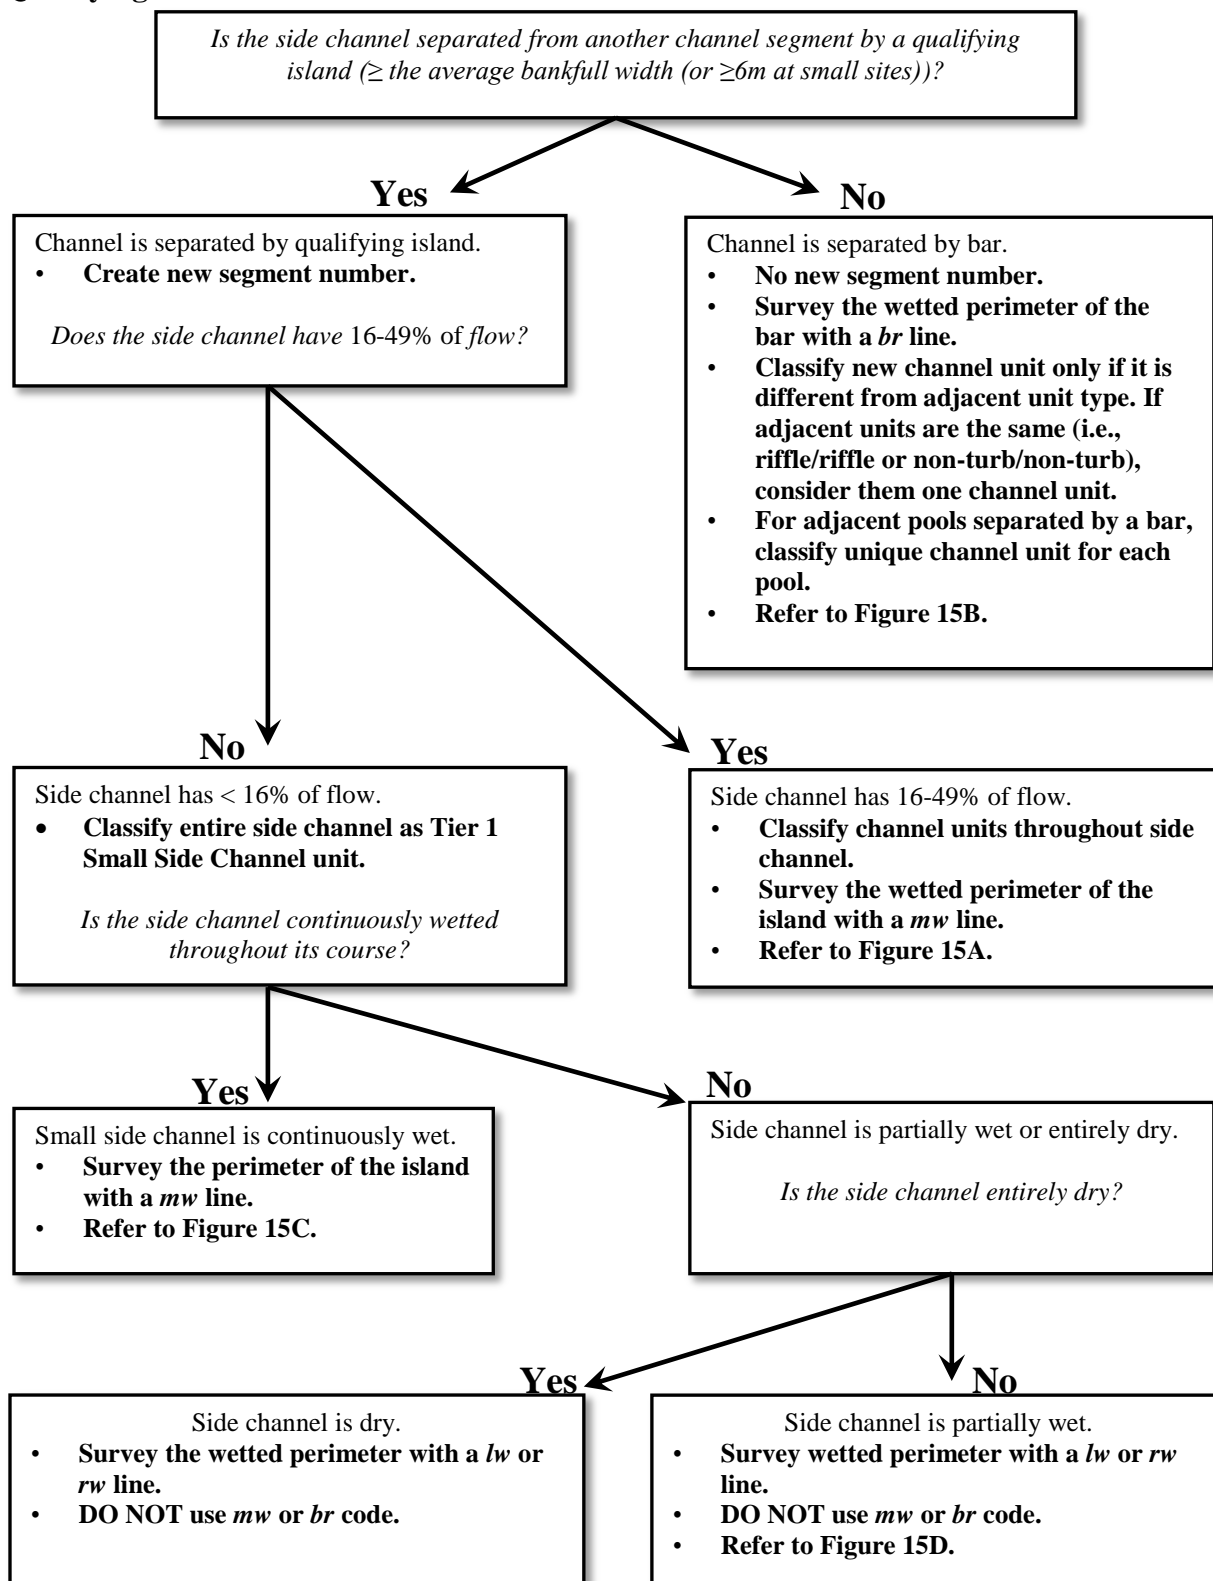 Is the side channel separated from another channel segment by a qualifying
island (≥ the average bankfull width (or ≥6m at small sites))?
Yes
No
Channel is separated by qualifying island.
• Create new segment number.
Does the side channel have 16-49% of flow?
Channel is separated by bar.
• No new segment number.
• Survey the wetted perimeter of the
bar with a br line.
• Classify new channel unit only if it is
different from adjacent unit type. If
adjacent units are the same (i.e.,
riffle/riffle or non-turb/non-turb),
consider them one channel unit.
• For adjacent pools separated by a bar,
classify unique channel unit for each
pool.
• Refer to Figure 15B.
No
Yes
Side channel has < 16% of flow.
• Classify entire side channel as Tier 1
Small Side Channel unit.
Is the side channel continuously wetted
throughout its course?
Side channel has 16-49% of flow.
• Classify channel units throughout side
channel.
• Survey the wetted perimeter of the
island with a mw line.
• Refer to Figure 15A.
Yes
No
Small side channel is continuously wet.
• Survey the perimeter of the island
with a mw line.
• Refer to Figure 15C.
Side channel is partially wet or entirely dry.
Is the side channel entirely dry?
Yes
No
Side channel is dry.
• Survey the wetted perimeter with a lw or
rw line.
• DO NOT use mw or br code.
Side channel is partially wet.
• Survey wetted perimeter with a lw or rw
line.
• DO NOT use mw or br code.
• Refer to Figure 15D.